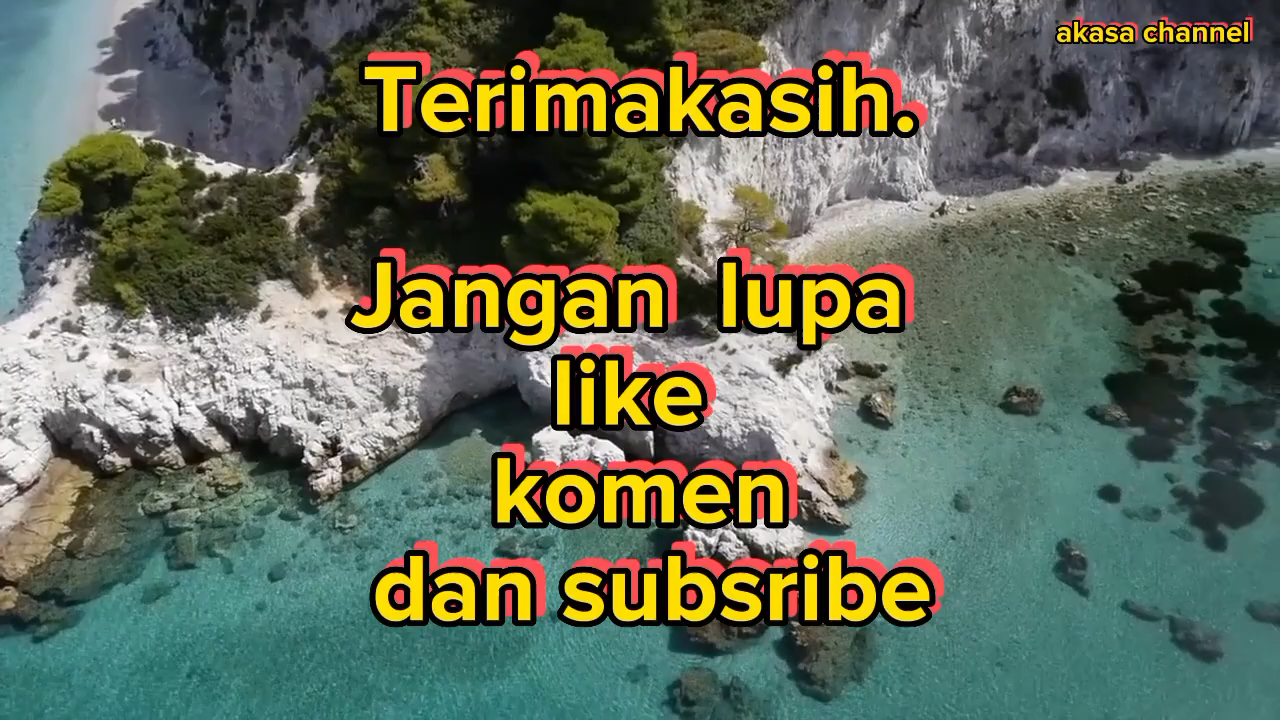 akasa channel
Terimakasih.
Jangan lupa
like
komen
dan subsribe